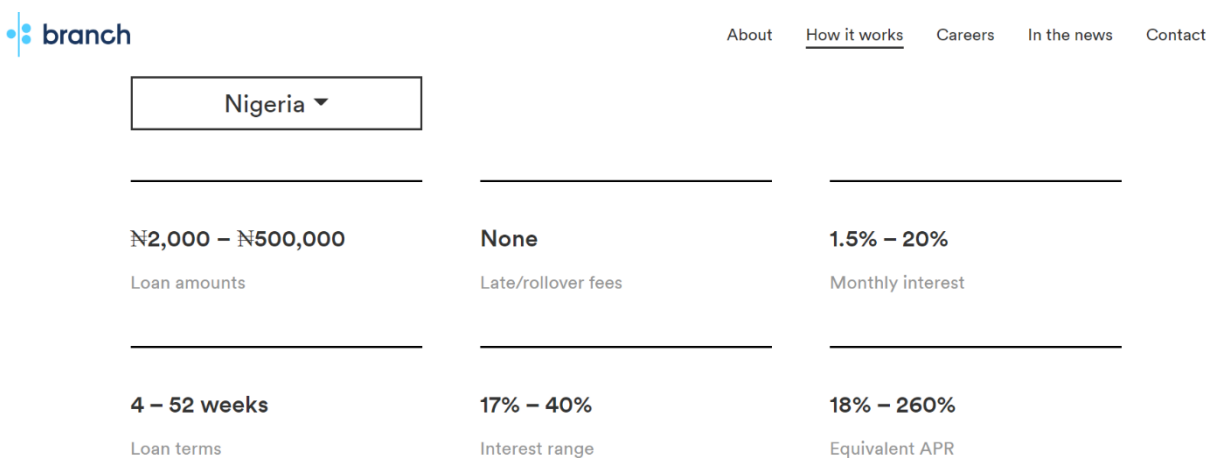 branch
About How it works Careers In the news Contact
Nigeria
₦2,000 – ₦500,000
Loan amounts
None
Late/rollover fees
1.5% – 20%
Monthly interest
4 – 52 weeks
Loan terms
17% – 40%
Interest range
18% – 260%
Equivalent APR